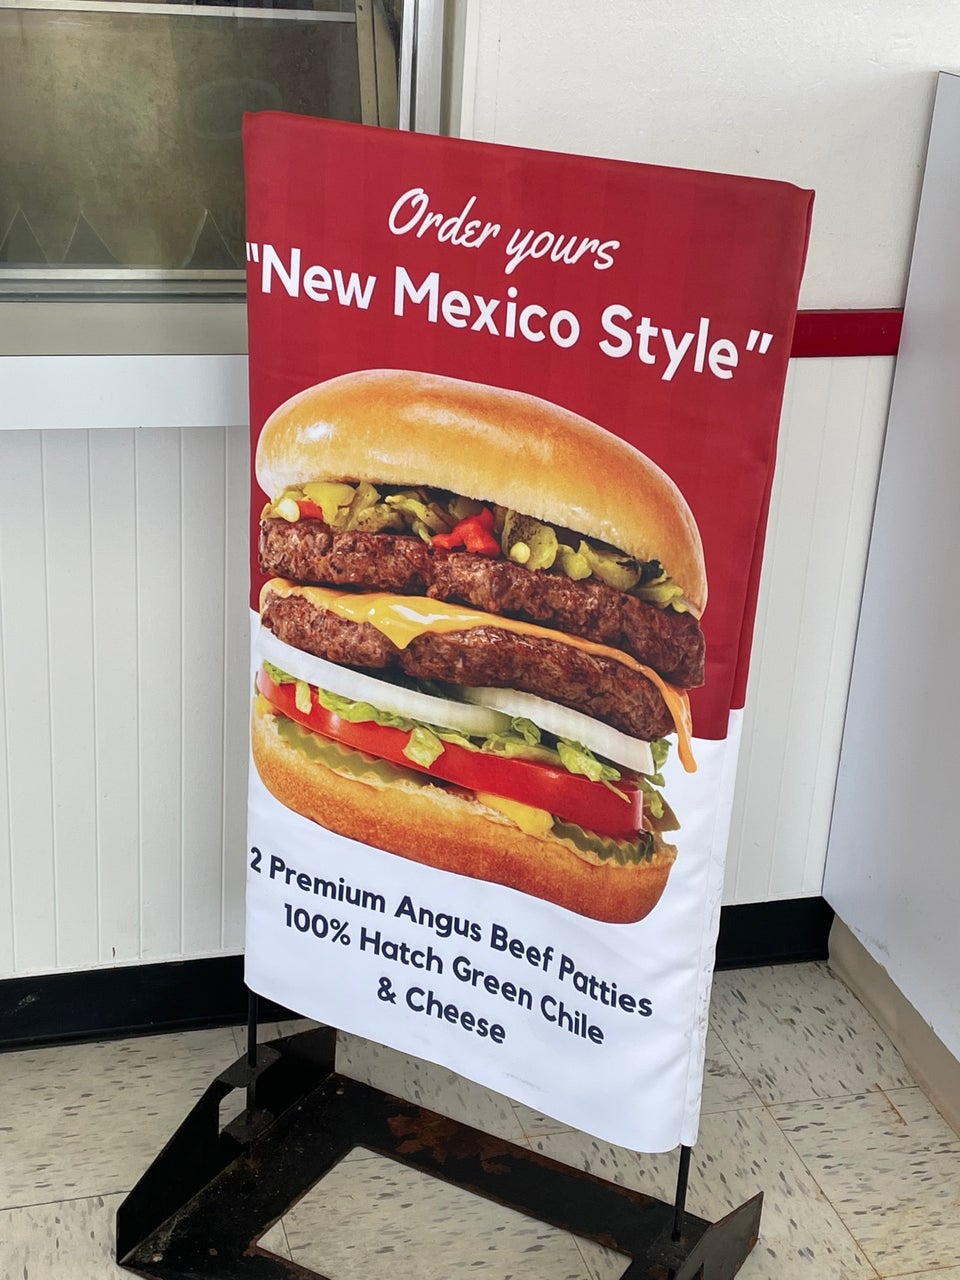 Order yours
"New Mexico Style"
2 Premium Angus Beef Patties
100% Hatch Green Chile
& Cheese